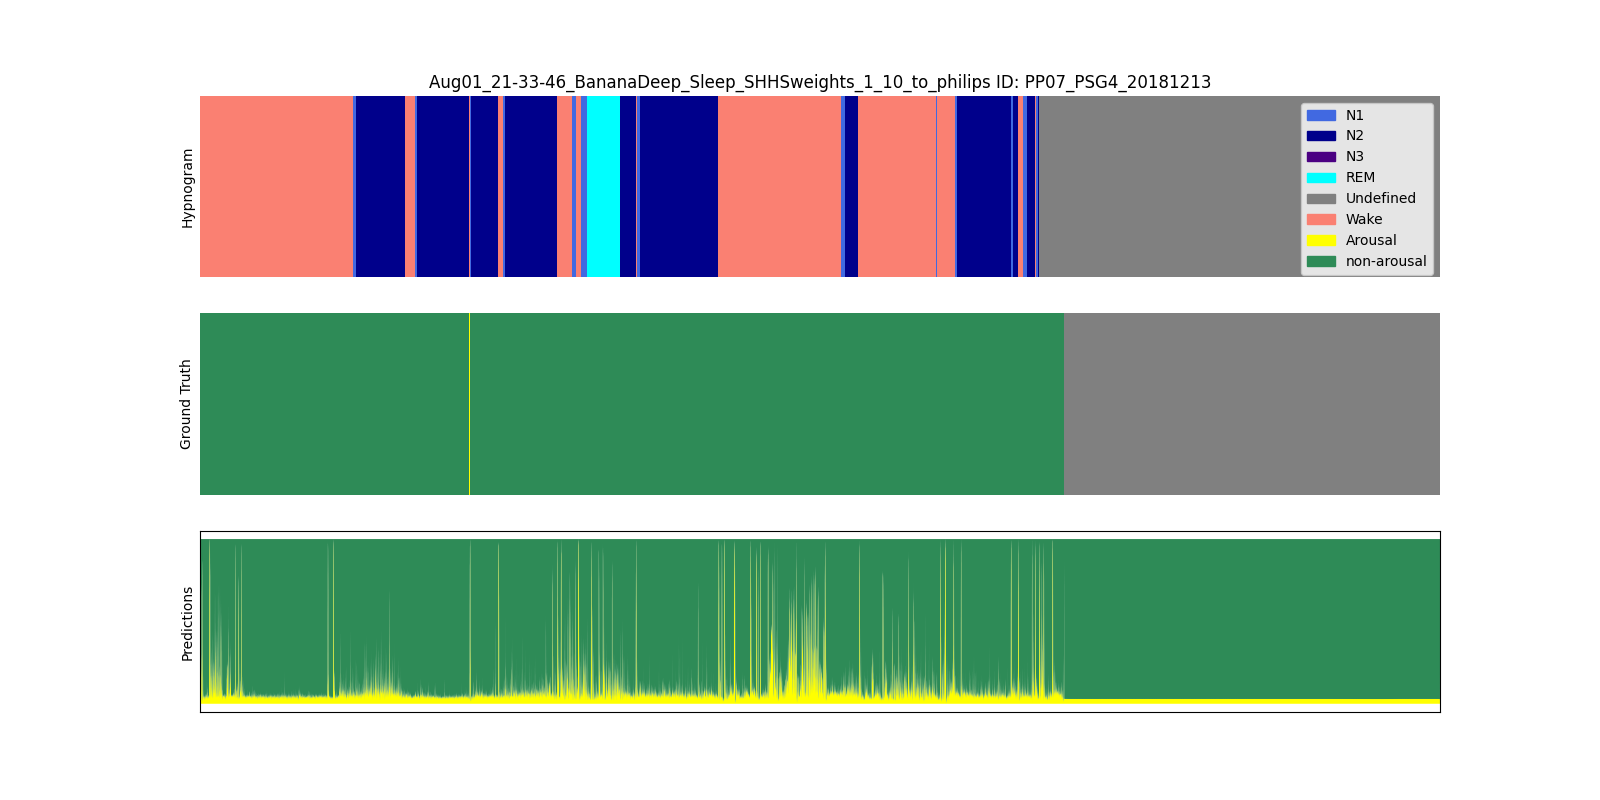 Aug01_21-33-46_BananaDeep_Sleep_SHHSweights_1_10_to_philips ID: PP07_PSG4_20181213
Hypnogram
N1
N2
N3
REM
Undefined
Wake
Arousal
non-arousal
Ground Truth
Predictions